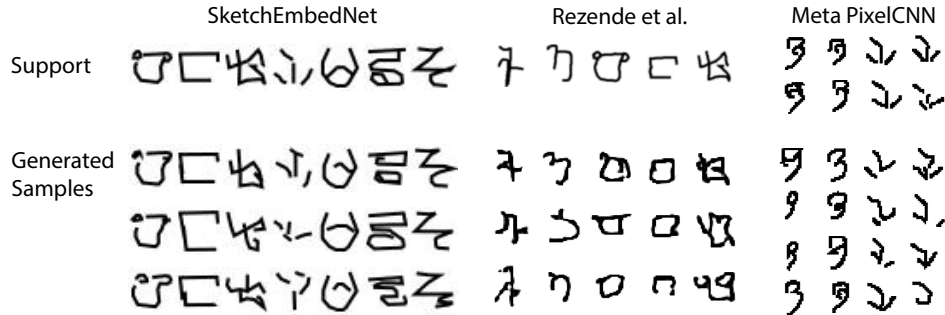 SketchEmbedNet Rezende et al. Meta PixelCNN
Support
Generated
Samples